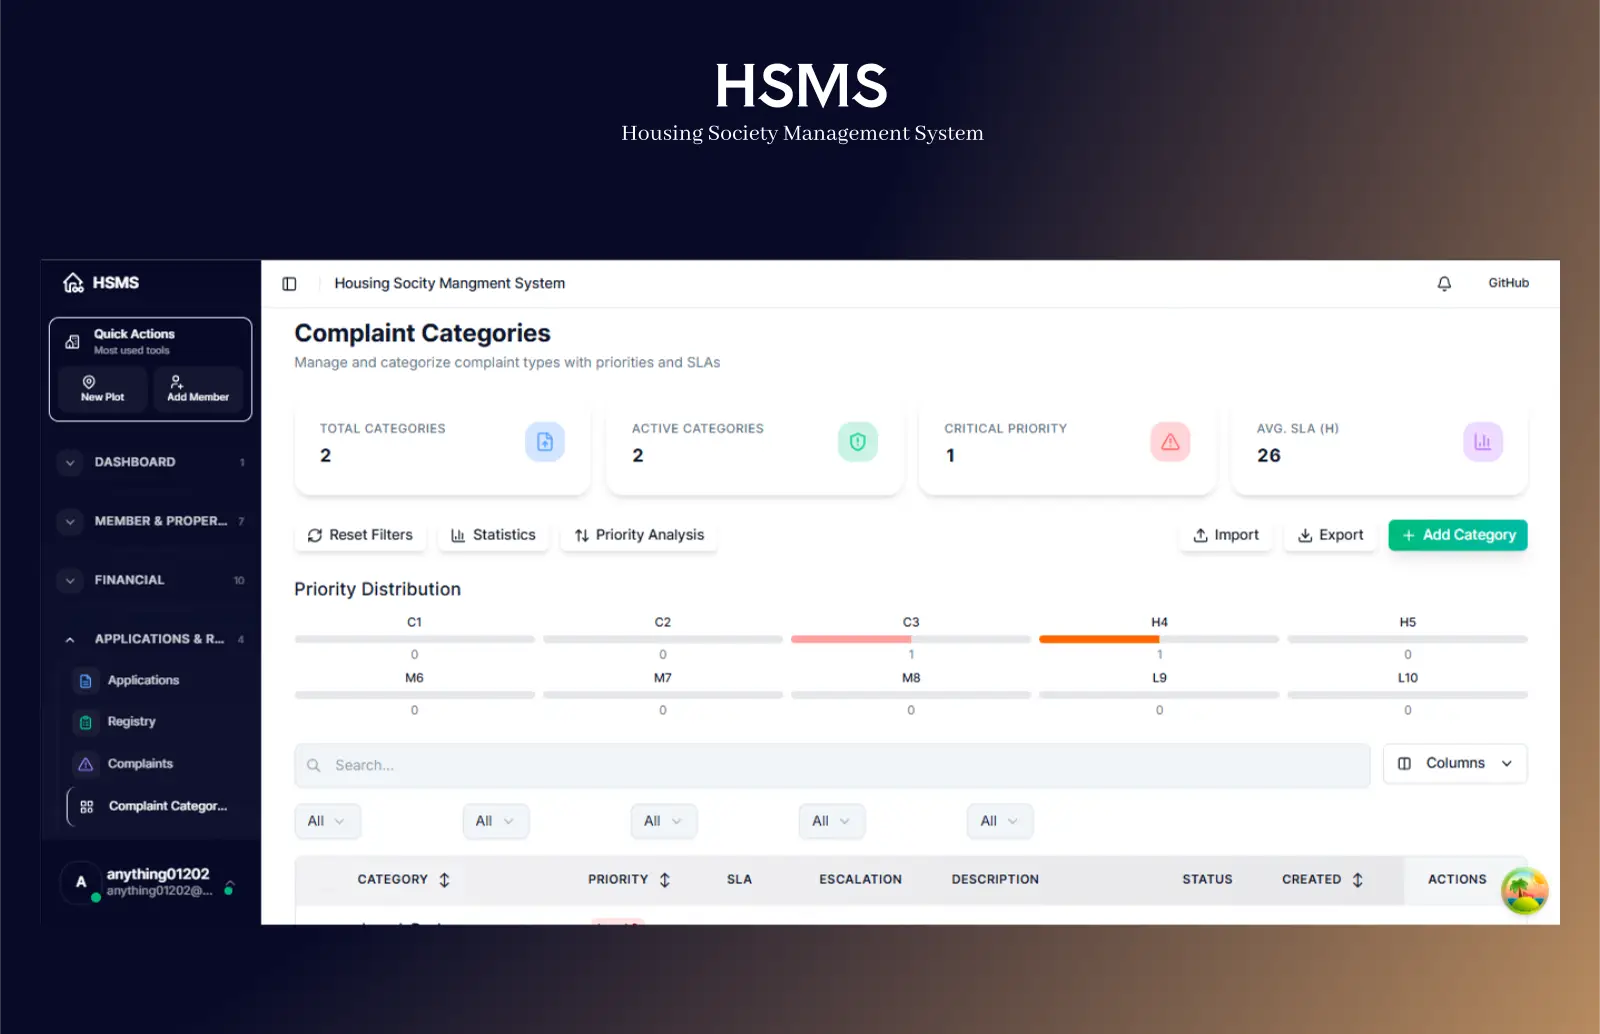 HSMS
Housing Society Management System
HSMS
Quick Actions
Most used tools
New Plot
Add Member
DASHBOARD 1
MEMBER & PROPER... 7
FINANCIAL 10
APPLICATIONS & R... 4
Applications
Registry
Complaints
Complaint Categor...
A
anything01202
anything01202@...
Housing Socity Mangment System
GitHub
Complaint Categories
Manage and categorize complaint types with priorities and SLAs
TOTAL CATEGORIES
2
ACTIVE CATEGORIES
2
CRITICAL PRIORITY
1
AVG. SLA (H)
26
Reset Filters Statistics Priority Analysis Import Export + Add Category
Priority Distribution
C1 C2 C3 H4 H5
0 0 1 1 0
M6 M7 M8 L9 L10
0 0 0 0 0
Search...
Columns
All All All All All
CATEGORY PRIORITY SLA ESCALATION DESCRIPTION STATUS CREATED ACTIONS